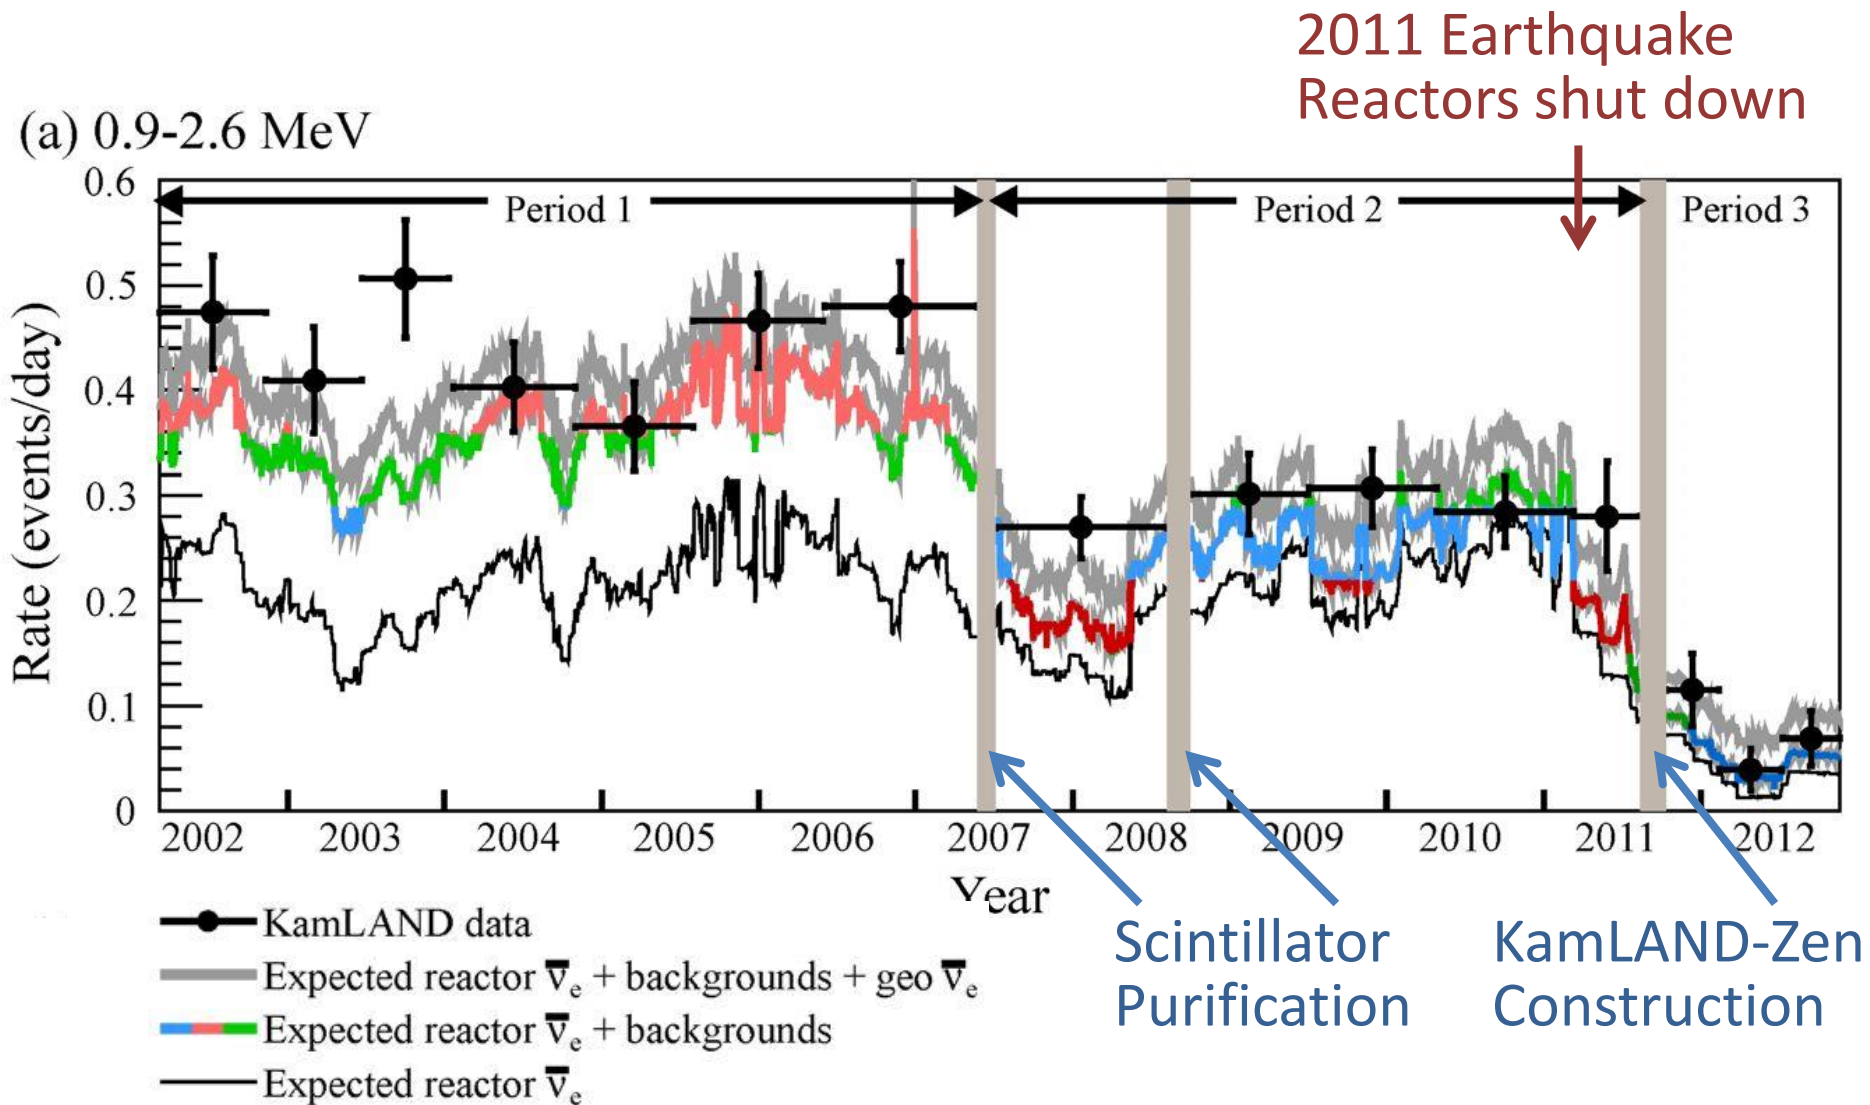 2011 Earthquake
Reactors shut down
(a) 0.9-2.6 MeV
Period 1
Period 2
Period 3
Rate (events/day)
0.6
0.5
0.4
0.3
0.2
0.1
0
2002 2003 2004 2005 2006 2007 2008 2009 2010 2011 2012
Year
KamLAND data
Expected reactor ν̅e + backgrounds + geo ν̅e
Expected reactor ν̅e + backgrounds
Expected reactor ν̅e
Scintillator
Purification
KamLAND-Zen
Construction